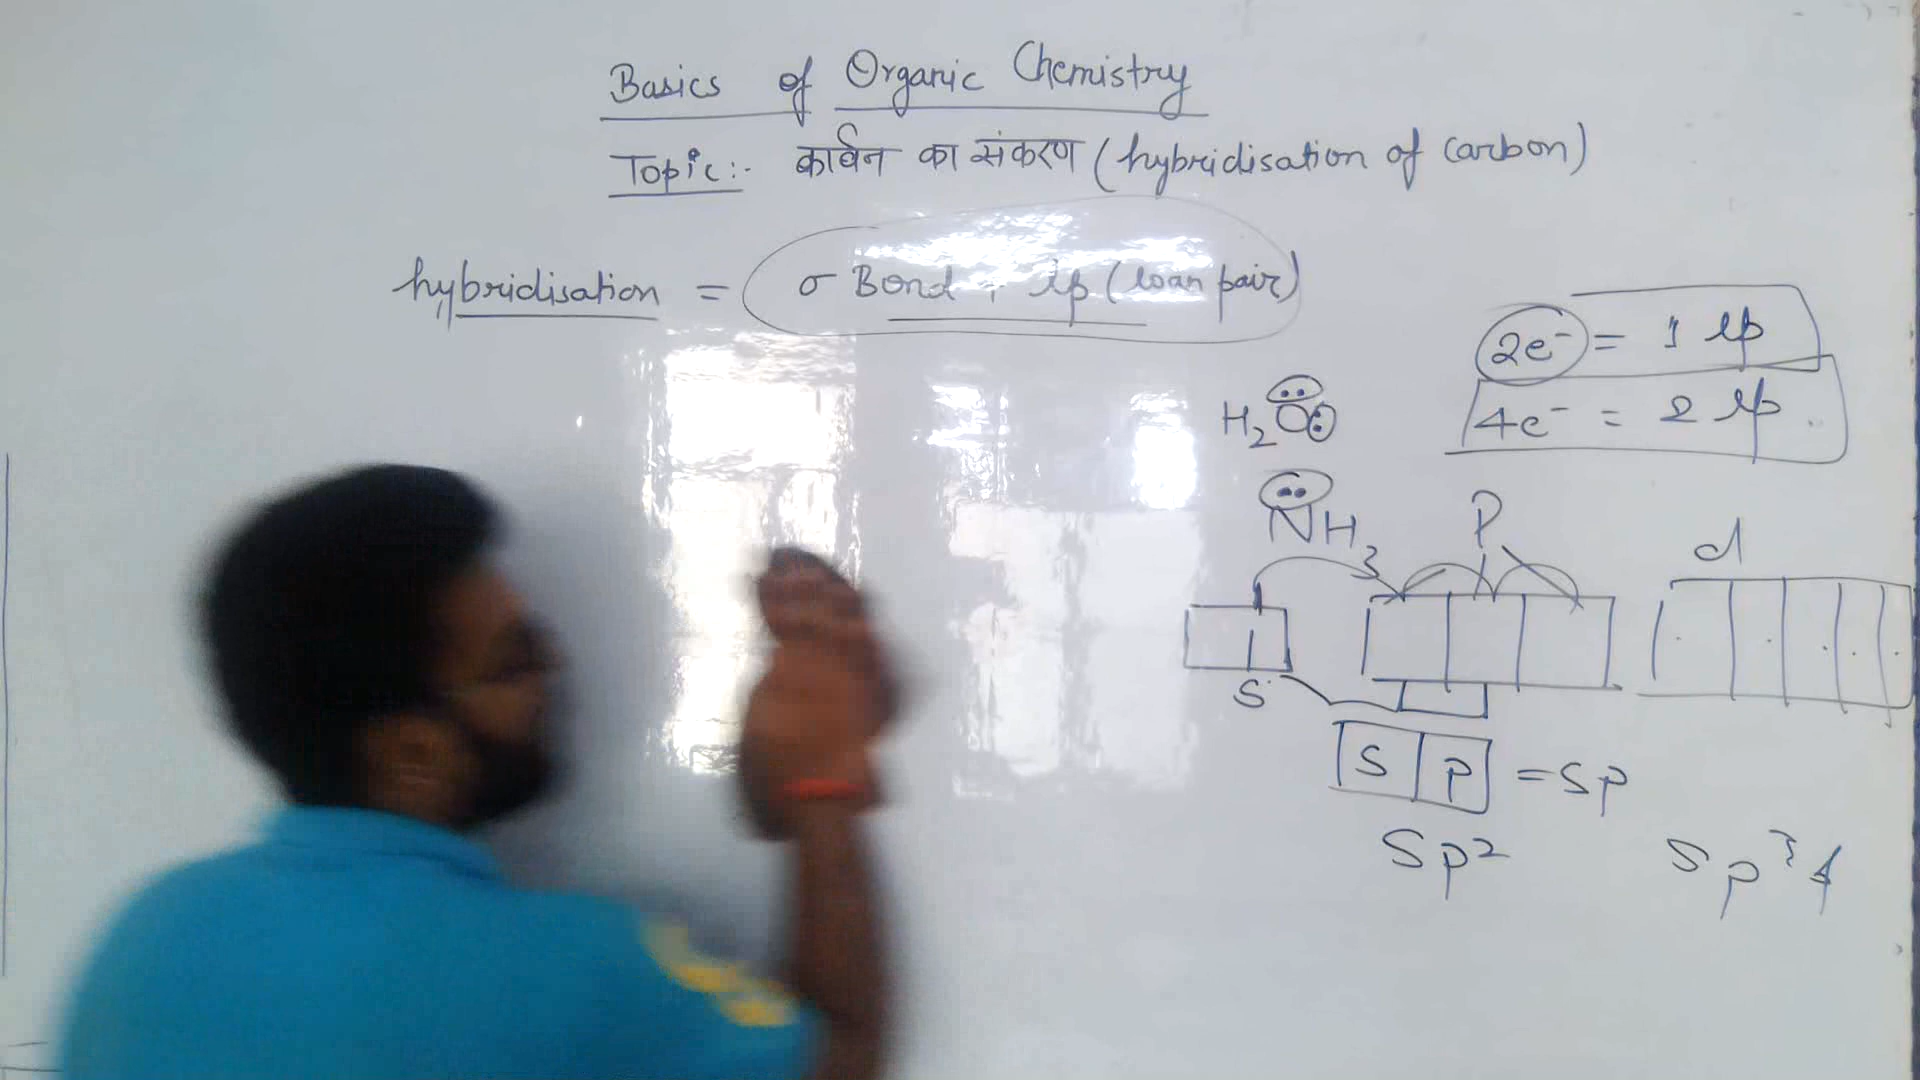 Basics of Organic Chemistry
Topic:- कार्बन का संकरण (hybridisation of carbon)
hybridisation = σ Bond + lp (loan pair)
2e⁻ = 1 lp
4e⁻ = 2 lp
H₂O
NH₃
P
d
S
S P = SP
SP²
SP³